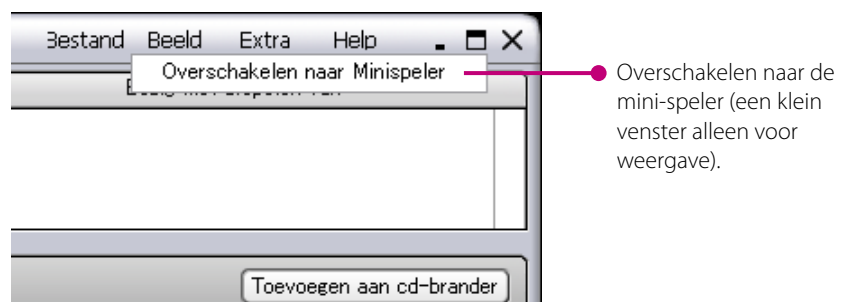 Bestand Beeld Extra Help
Overschakelen naar Minispeler
Toevoegen aan cd-brander
Overschakelen naar de
mini-speler (een klein
venster alleen voor
weergave).